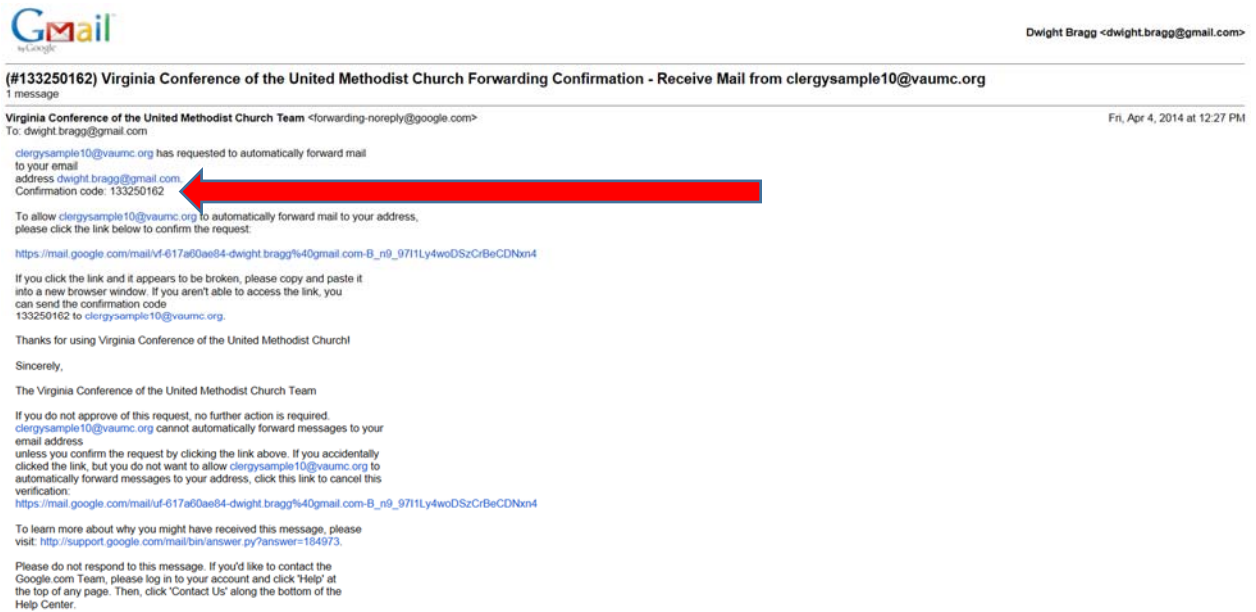 Gmail
by Google
Dwight Bragg <dwight.bragg@gmail.com>
(#133250162) Virginia Conference of the United Methodist Church Forwarding Confirmation - Receive Mail from clergysample10@vaumc.org
1 message
Virginia Conference of the United Methodist Church Team <forwarding-noreply@google.com>
Fri, Apr 4, 2014 at 12:27 PM
To: dwight.bragg@gmail.com
clergysample10@vaumc.org has requested to automatically forward mail
to your email
address dwight.bragg@gmail.com.
Confirmation code: 133250162
To allow clergysample10@vaumc.org to automatically forward mail to your address,
please click the link below to confirm the request:
https://mail.google.com/mail/vf-617a60ae84-dwight.bragg%40gmail.com-B_n9_97I1Ly4woDSzCrBeCDNxn4
If you click the link and it appears to be broken, please copy and paste it
into a new browser window. If you aren't able to access the link, you
can send the confirmation code
133250162 to clergysample10@vaumc.org.
Thanks for using Virginia Conference of the United Methodist Church!
Sincerely,
The Virginia Conference of the United Methodist Church Team
If you do not approve of this request, no further action is required.
clergysample10@vaumc.org cannot automatically forward messages to your
email address
unless you confirm the request by clicking the link above. If you accidentally
clicked the link, but you do not want to allow clergysample10@vaumc.org to
automatically forward messages to your address, click this link to cancel this
verification:
https://mail.google.com/mail/uf-617a60ae84-dwight.bragg%40gmail.com-B_n9_97I1Ly4woDSzCrBeCDNxn4
To learn more about why you might have received this message, please
visit: http://support.google.com/mail/bin/answer.py?answer=184973.
Please do not respond to this message. If you'd like to contact the
Google.com Team, please log in to your account and click 'Help' at
the top of any page. Then, click 'Contact Us' along the bottom of the
Help Center.